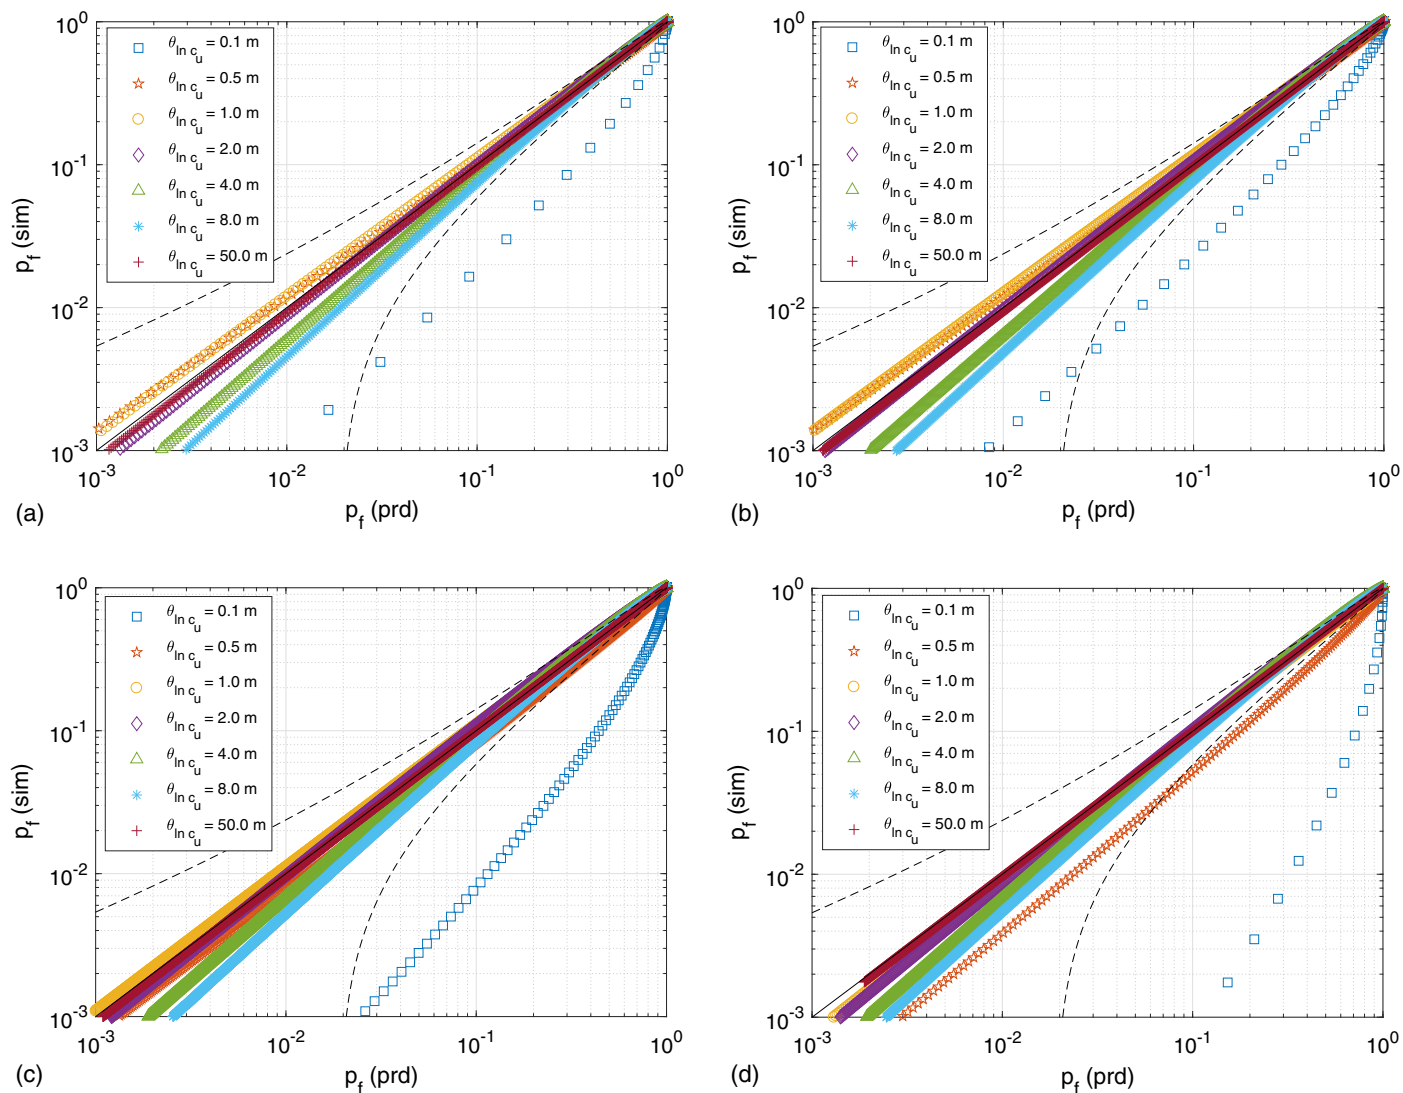 10^0
10^-1
10^-2
10^-3
p_f (sim)
θ_ln c_u = 0.1 m
θ_ln c_u = 0.5 m
θ_ln c_u = 1.0 m
θ_ln c_u = 2.0 m
θ_ln c_u = 4.0 m
θ_ln c_u = 8.0 m
θ_ln c_u = 50.0 m
10^-3 10^-2 10^-1 10^0
p_f (prd)
(a)
10^0
10^-1
10^-2
10^-3
p_f (sim)
θ_ln c_u = 0.1 m
θ_ln c_u = 0.5 m
θ_ln c_u = 1.0 m
θ_ln c_u = 2.0 m
θ_ln c_u = 4.0 m
θ_ln c_u = 8.0 m
θ_ln c_u = 50.0 m
10^-3 10^-2 10^-1 10^0
p_f (prd)
(b)
10^0
10^-1
10^-2
10^-3
p_f (sim)
θ_ln c_u = 0.1 m
θ_ln c_u = 0.5 m
θ_ln c_u = 1.0 m
θ_ln c_u = 2.0 m
θ_ln c_u = 4.0 m
θ_ln c_u = 8.0 m
θ_ln c_u = 50.0 m
10^-3 10^-2 10^-1 10^0
p_f (prd)
(c)
10^0
10^-1
10^-2
10^-3
p_f (sim)
θ_ln c_u = 0.1 m
θ_ln c_u = 0.5 m
θ_ln c_u = 1.0 m
θ_ln c_u = 2.0 m
θ_ln c_u = 4.0 m
θ_ln c_u = 8.0 m
θ_ln c_u = 50.0 m
10^-3 10^-2 10^-1 10^0
p_f (prd)
(d)